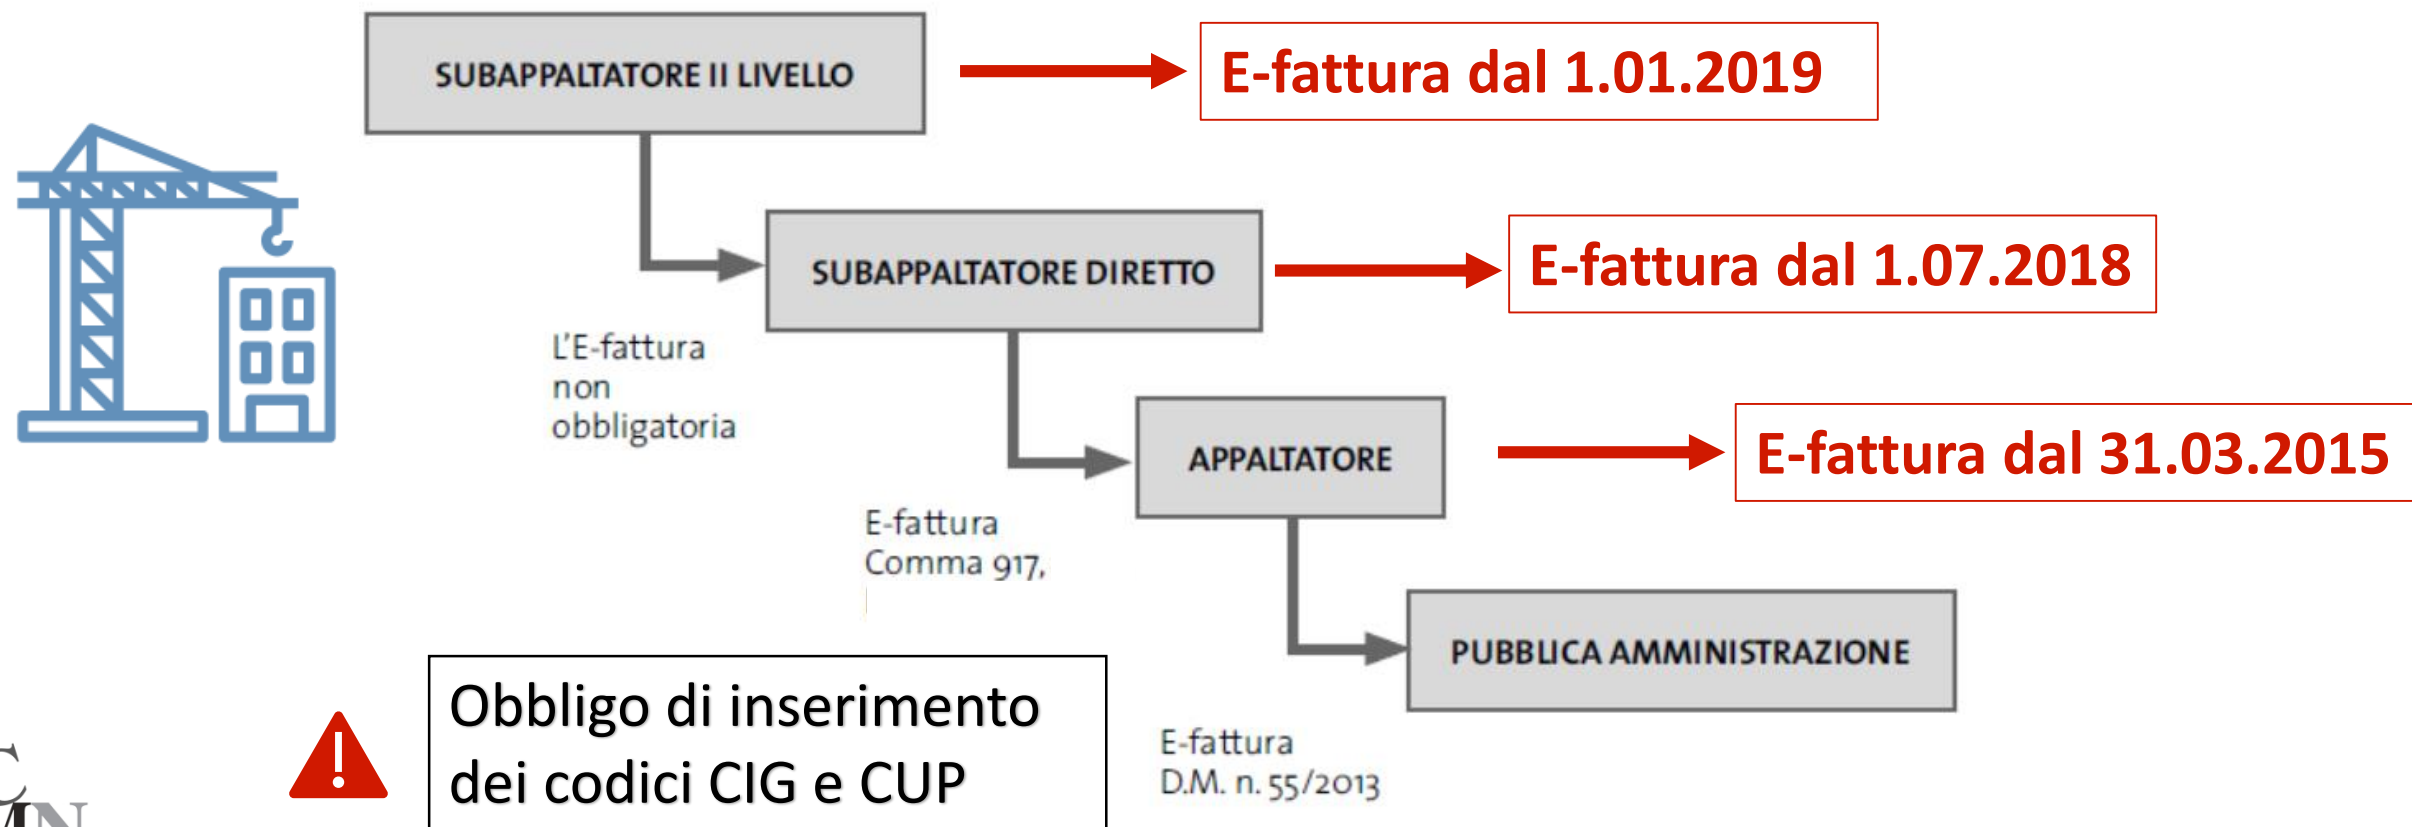 SUBAPPALTATORE II LIVELLO
E-fattura dal 1.01.2019
SUBAPPALTATORE DIRETTO
E-fattura dal 1.07.2018
L'E-fattura
non
obbligatoria
APPALTATORE
E-fattura dal 31.03.2015
E-fattura
Comma 917,
PUBBLICA AMMINISTRAZIONE
Obbligo di inserimento
dei codici CIG e CUP
E-fattura
D.M. n. 55/2013